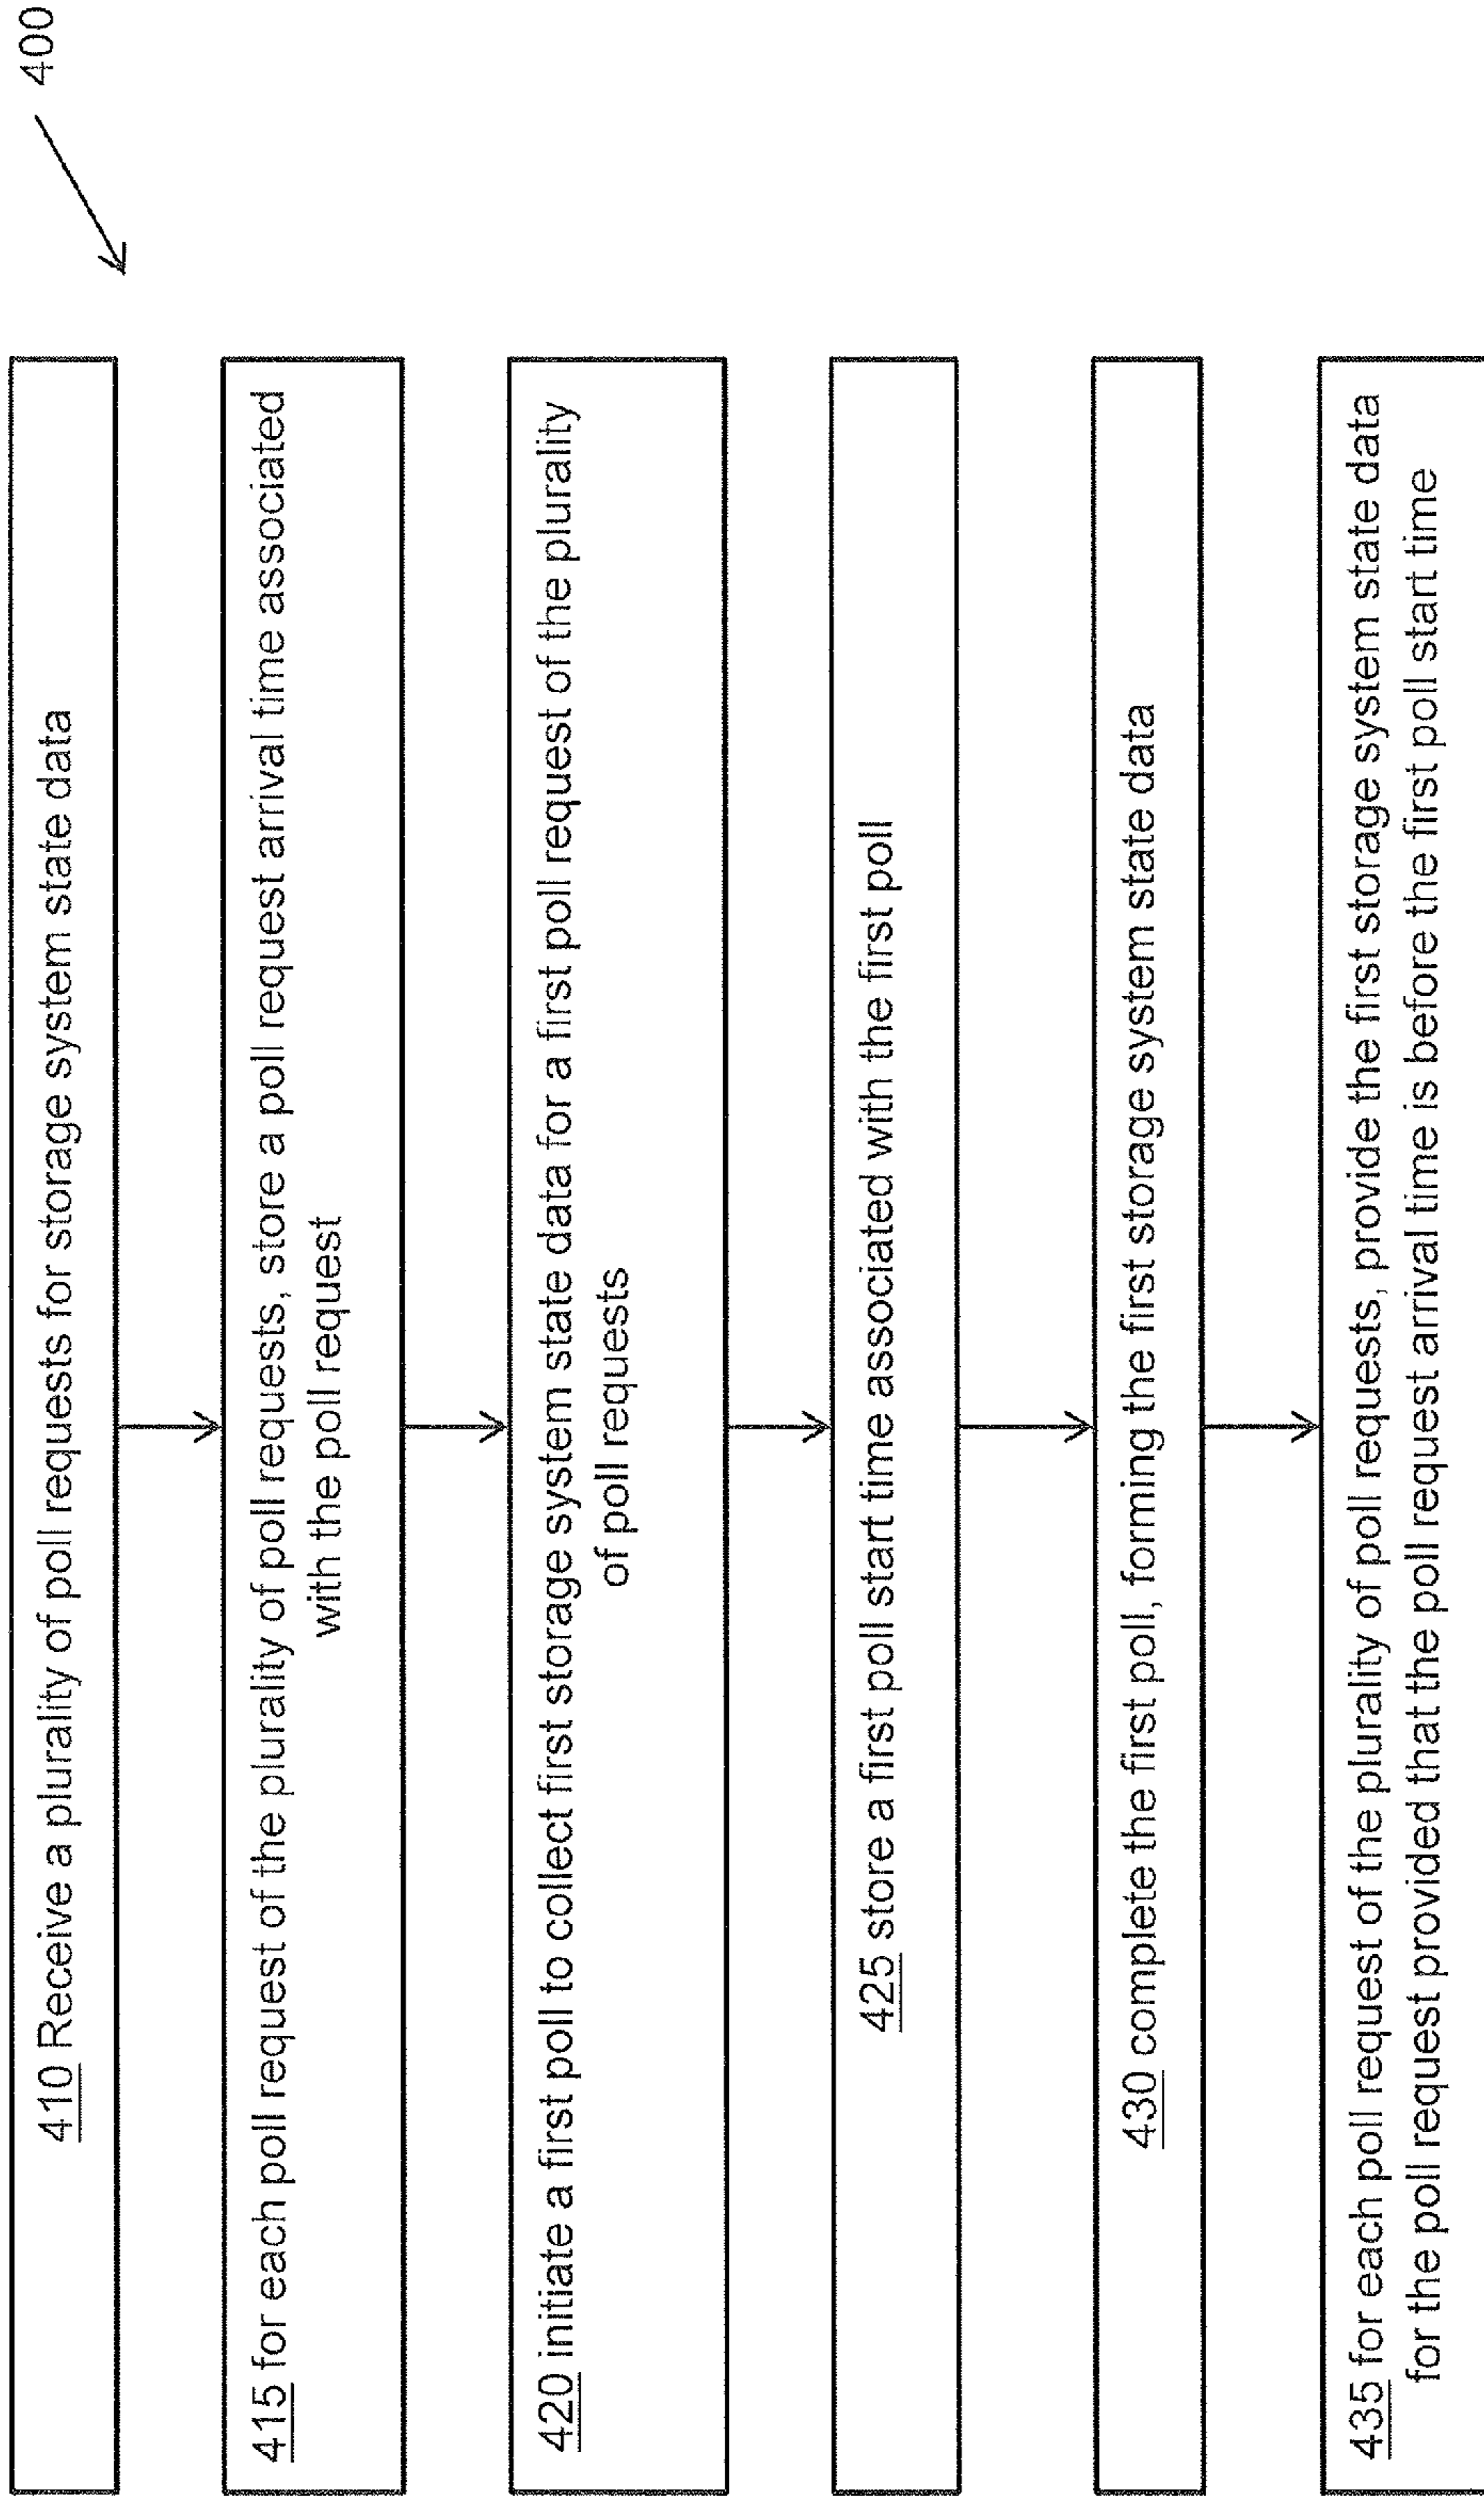 400
410 Receive a plurality of poll requests for storage system state data
415 for each poll request of the plurality of poll requests, store a poll request arrival time associated
with the poll request
420 initiate a first poll to collect first storage system state data for a first poll request of the plurality
of poll requests
425 store a first poll start time associated with the first poll
430 complete the first poll, forming the first storage system state data
435 for each poll request of the plurality of poll requests, provide the first storage system state data
for the poll request provided that the poll request arrival time is before the first poll start time